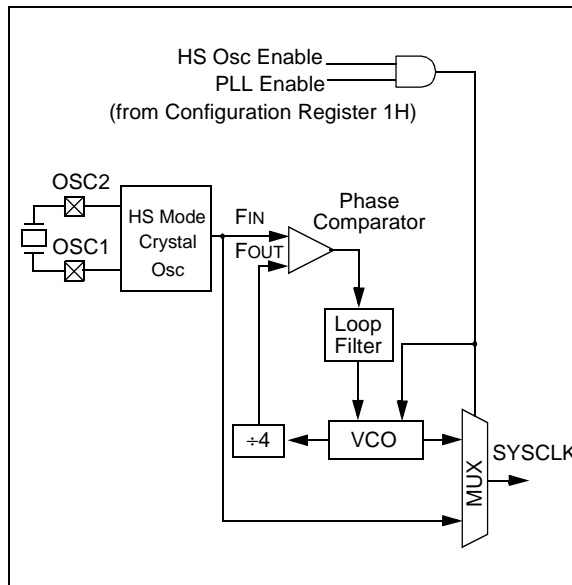 HS Osc Enable
PLL Enable
(from Configuration Register 1H)
OSC2
OSC1
HS Mode
Crystal
Osc
FIN
FOUT
Phase
Comparator
Loop
Filter
÷4
VCO
MUX
SYSCLK